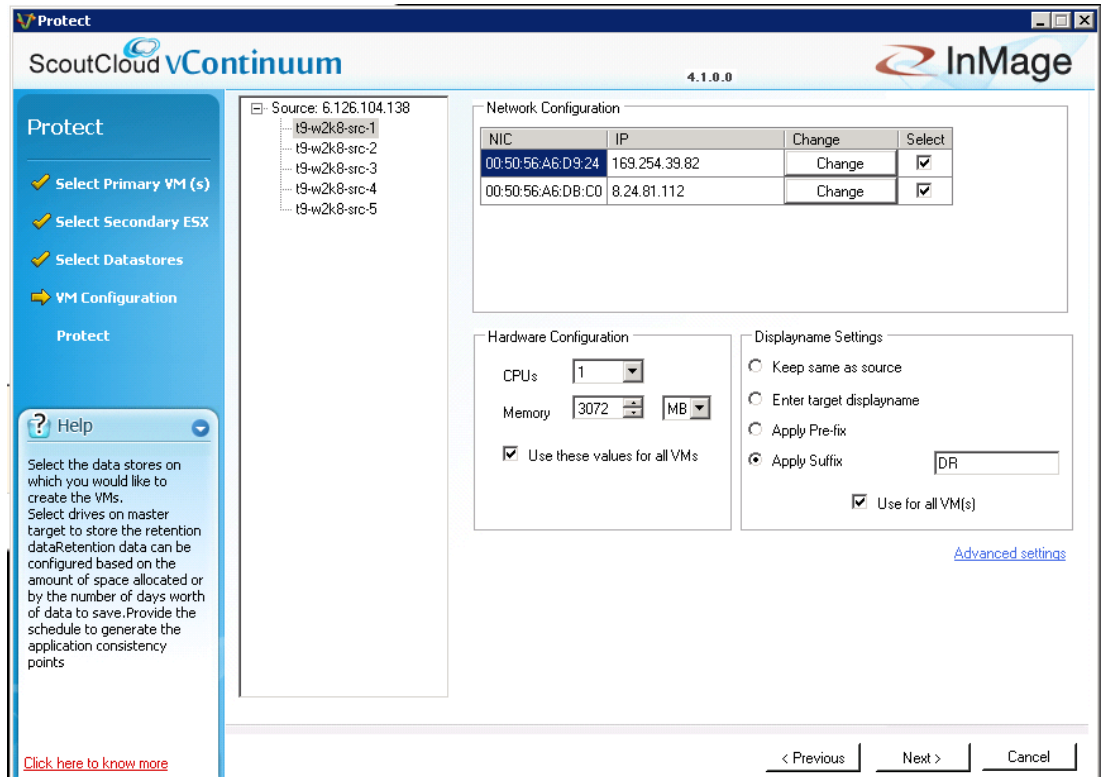 Protect
ScoutCloud vContinuum
4.1.0.0
InMage
Protect
Select Primary VM (s)
Select Secondary ESX
Select Datastores
VM Configuration
Protect
Help
Select the data stores on
which you would like to
create the VMs.
Select drives on master
target to store the retention
dataRetention data can be
configured based on the
amount of space allocated or
by the number of days worth
of data to save.Provide the
schedule to generate the
application consistency
points
Click here to know more
Source: 6.126.104.138
t9-w2k8-src-1
t9-w2k8-src-2
t9-w2k8-src-3
t9-w2k8-src-4
t9-w2k8-src-5
Network Configuration
NIC IP Change Select
00:50:56:A6:D9:24 169.254.39.82 Change
00:50:56:A6:DB:C0 8.24.81.112 Change
Hardware Configuration
CPUs 1
Memory 3072 MB
Use these values for all VMs
Displayname Settings
Keep same as source
Enter target displayname
Apply Pre-fix
Apply Suffix DR
Use for all VM(s)
Advanced settings
< Previous Next > Cancel